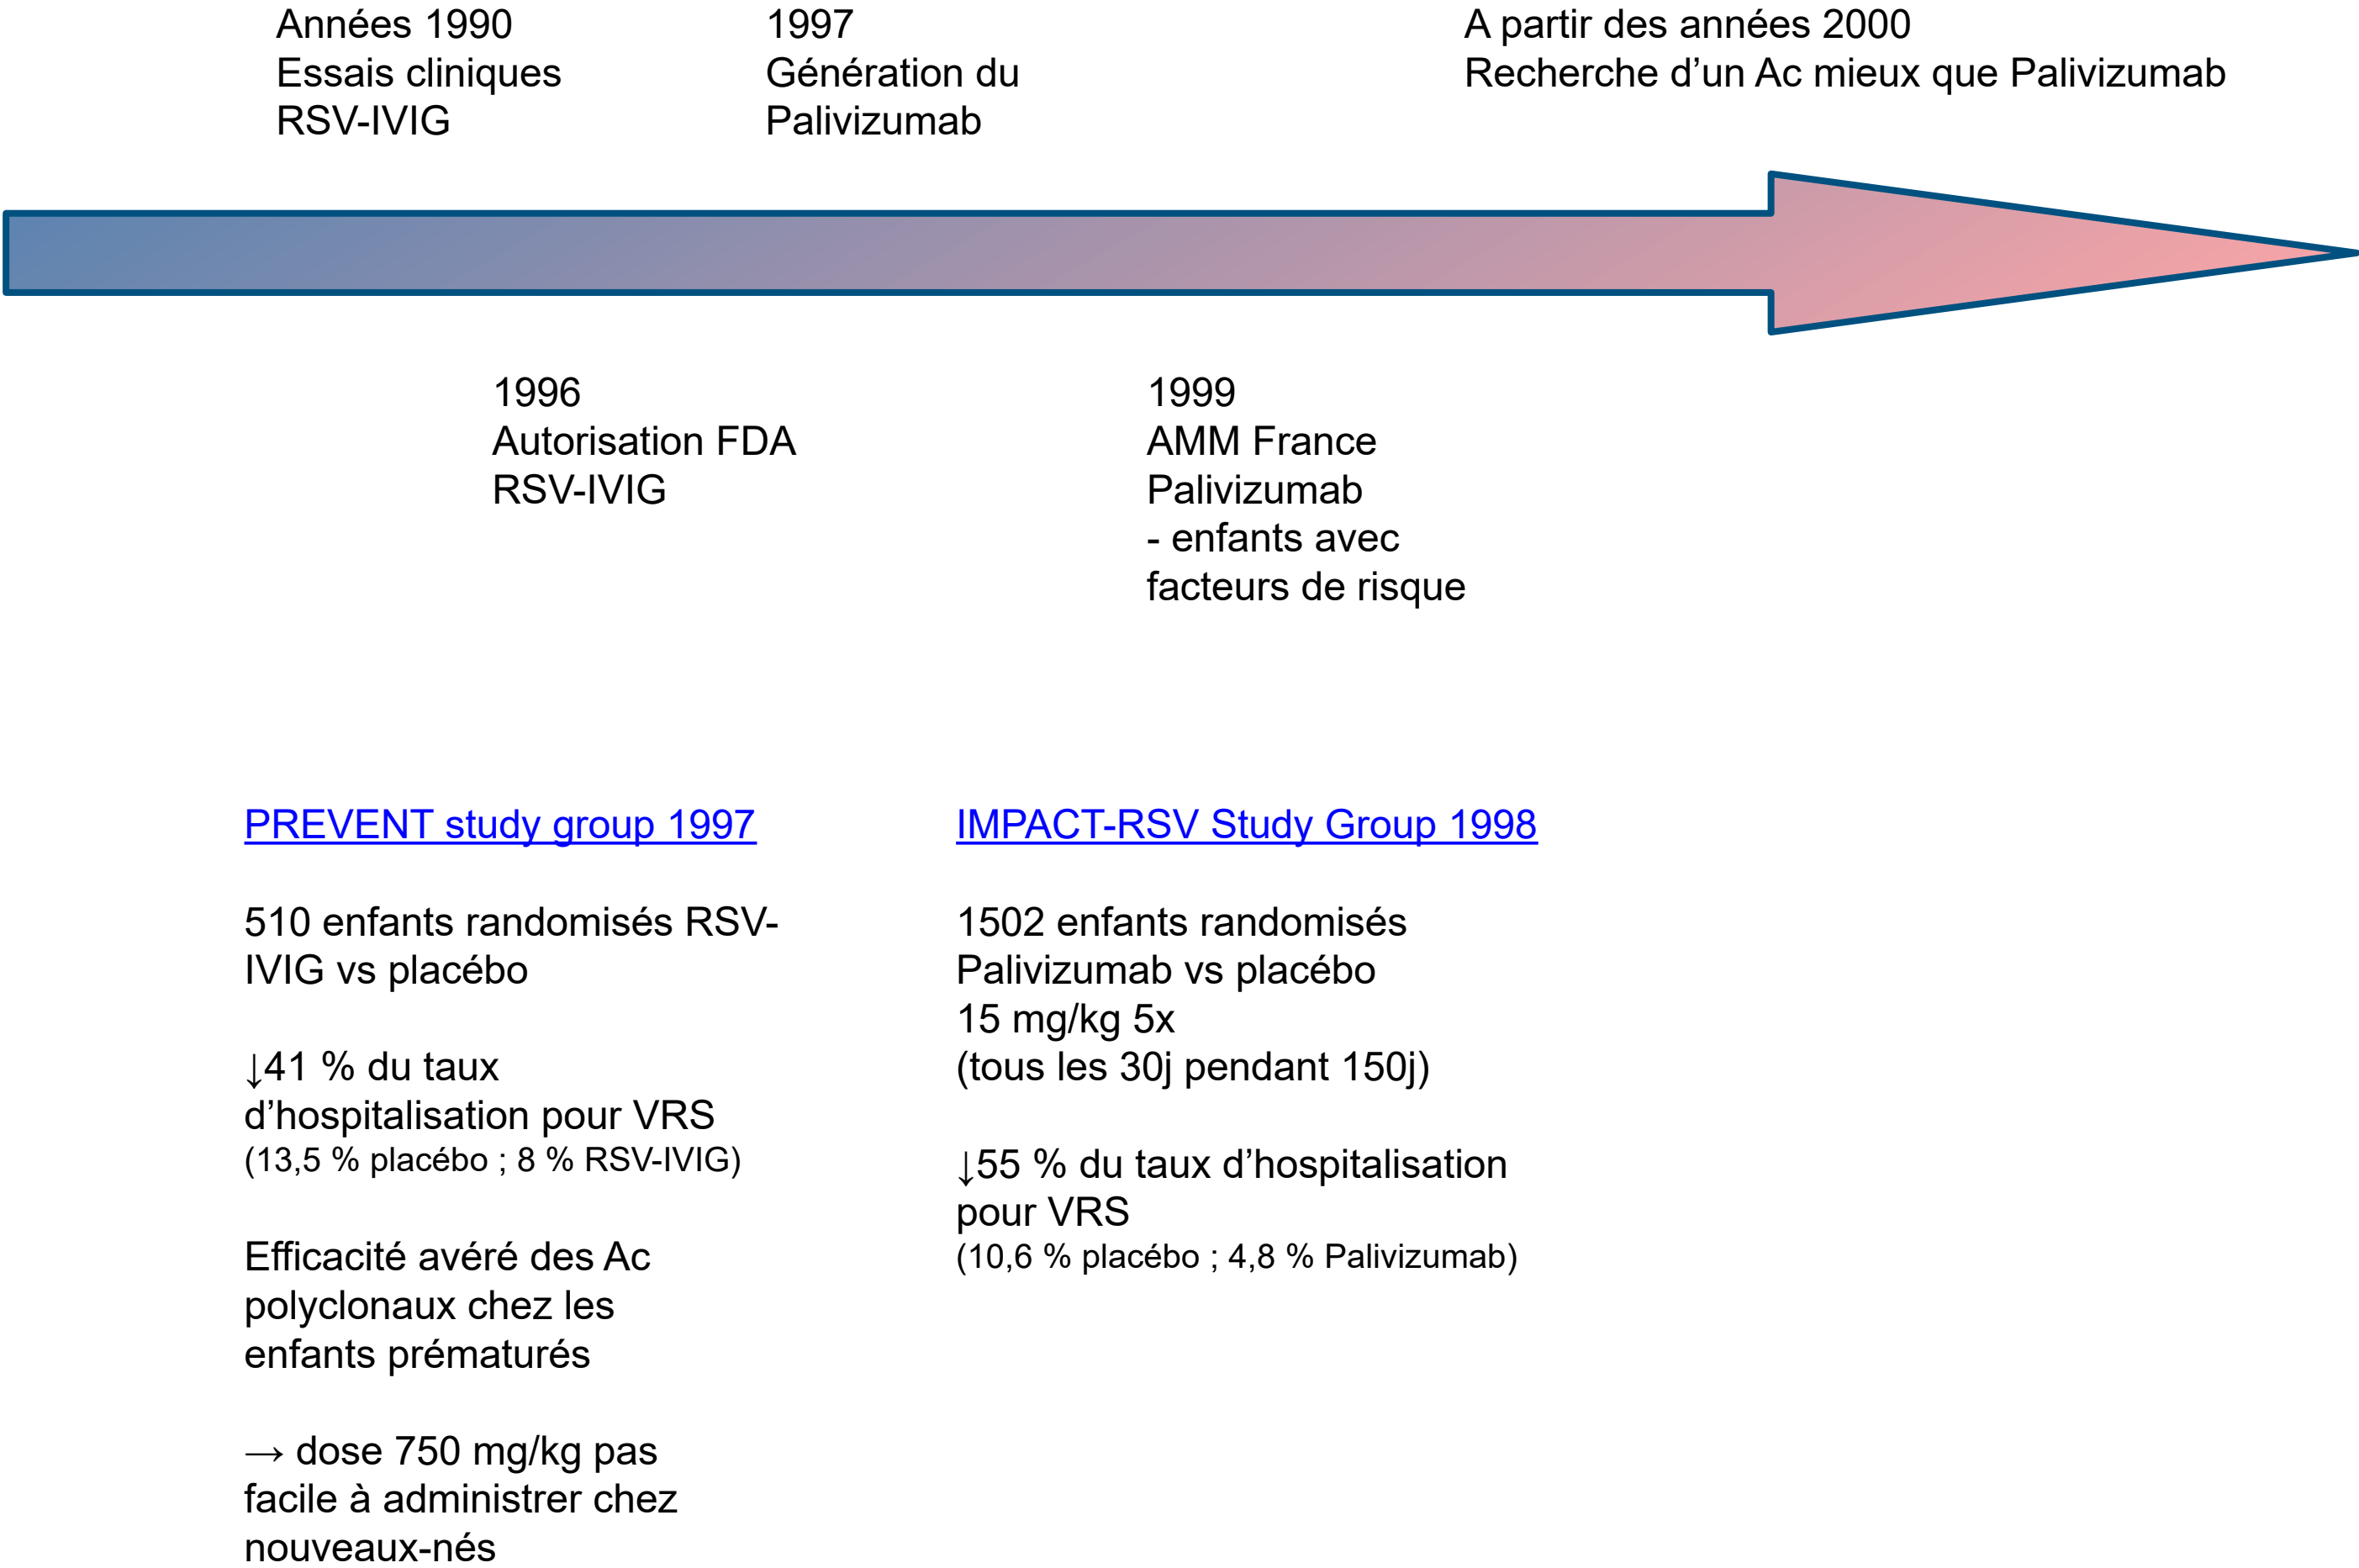 Années 1990
Essais cliniques
RSV-IVIG
1997
Génération du
Palivizumab
A partir des années 2000
Recherche d’un Ac mieux que Palivizumab
1996
Autorisation FDA
RSV-IVIG
1999
AMM France
Palivizumab
- enfants avec
facteurs de risque
PREVENT study group 1997
510 enfants randomisés RSV-
IVIG vs placébo
↓41 % du taux
d’hospitalisation pour VRS
(13,5 % placébo ; 8 % RSV-IVIG)
Efficacité avéré des Ac
polyclonaux chez les
enfants prématurés
→ dose 750 mg/kg pas
facile à administrer chez
nouveaux-nés
IMPACT-RSV Study Group 1998
1502 enfants randomisés
Palivizumab vs placébo
15 mg/kg 5x
(tous les 30j pendant 150j)
↓55 % du taux d’hospitalisation
pour VRS
(10,6 % placébo ; 4,8 % Palivizumab)